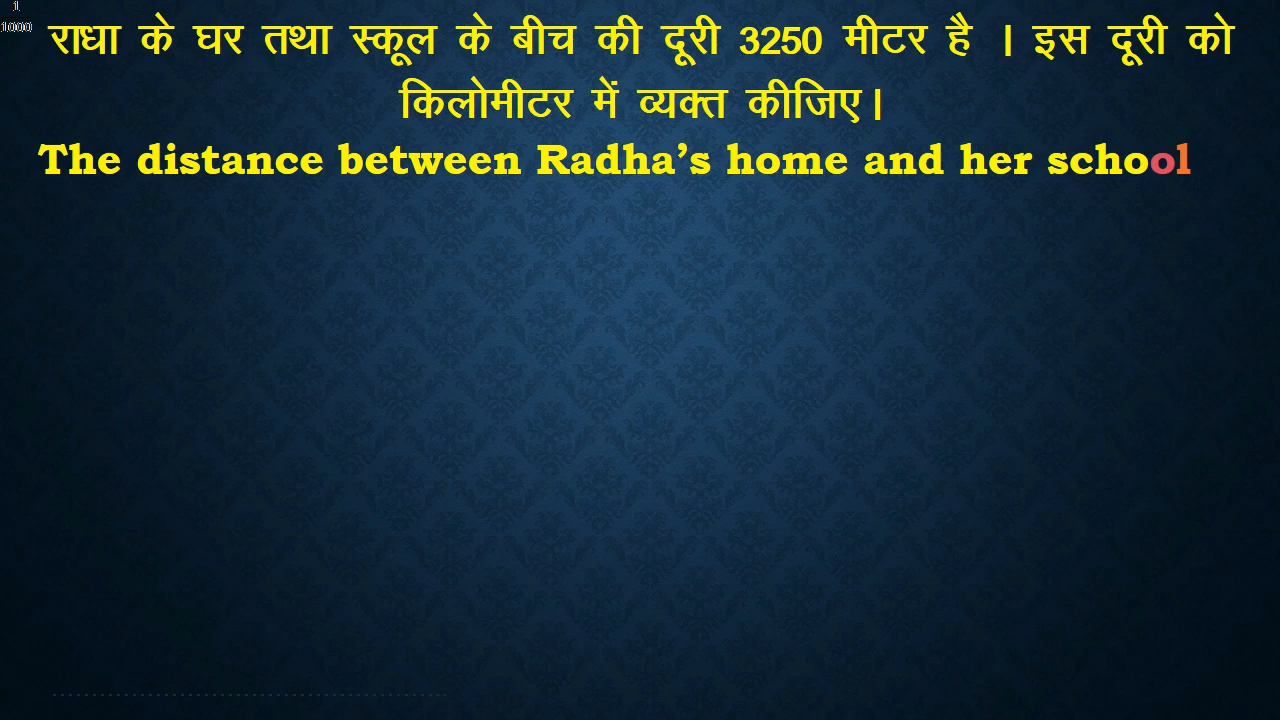 1
1000
राधा के घर तथा स्कूल के बीच की दूरी 3250 मीटर है । इस दूरी को
किलोमीटर में व्यक्त कीजिए।
The distance between Radha’s home and her school